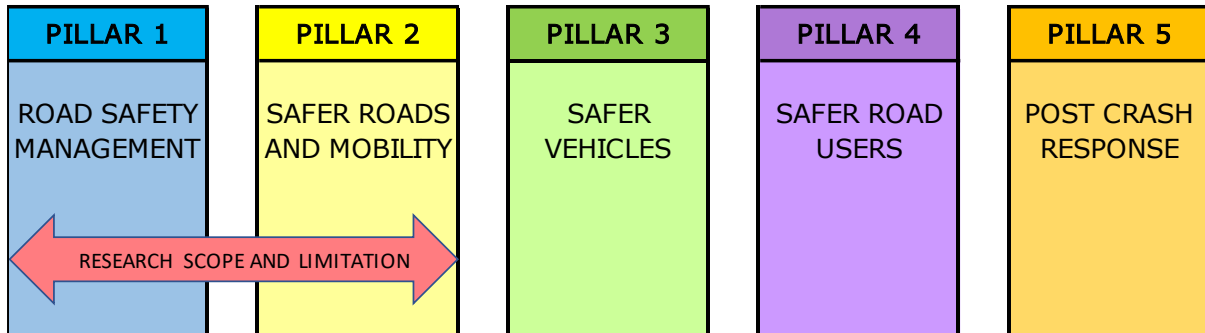 PILLAR 1
ROAD SAFETY
MANAGEMENT
PILLAR 2
SAFER ROADS
AND MOBILITY
PILLAR 3
SAFER
VEHICLES
PILLAR 4
SAFER ROAD
USERS
PILLAR 5
POST CRASH
RESPONSE
RESEARCH SCOPE AND LIMITATION